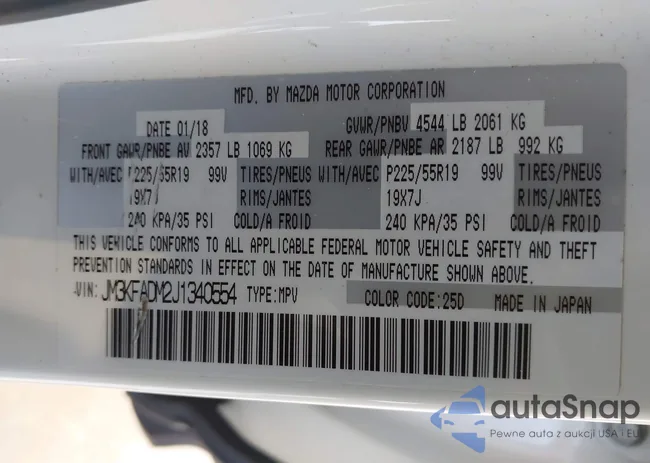 MFD. BY MAZDA MOTOR CORPORATION
DATE 01/18 GVWR/PNBV 4544 LB 2061 KG
FRONT GAWR/PNBE AV 2357 LB 1069 KG REAR GAWR/PNBE AR 2187 LB 992 KG
WITH/AVEC P225/55R19 99V TIRES/PNEUS WITH/AVEC P225/55R19 99V TIRES/PNEUS
19X7J RIMS/JANTES 19X7J RIMS/JANTES
240 KPA/35 PSI COLD/A FROID 240 KPA/35 PSI COLD/A FROID
THIS VEHICLE CONFORMS TO ALL APPLICABLE FEDERAL MOTOR VEHICLE SAFETY AND THEFT
PREVENTION STANDARDS IN EFFECT ON THE DATE OF MANUFACTURE SHOWN ABOVE.
VIN: JM3KFADM2J1340554 TYPE:MPV COLOR CODE:25D MADE IN JAPAN
autaSnap
Pewne auta z aukcji USA i EU